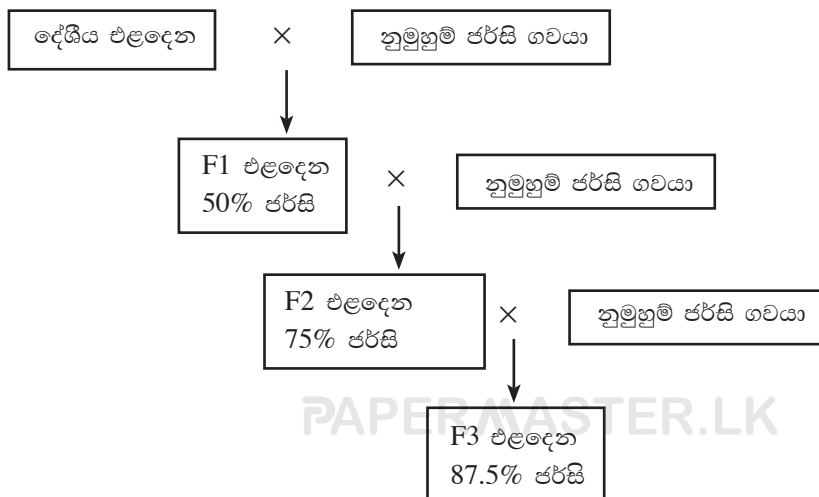 දේශීය එළදෙන × නුමුහුම් ජර්සි ගවයා
F1 එළදෙන
50% ජර්සි
× නුමුහුම් ජර්සි ගවයා
F2 එළදෙන
75% ජර්සි
× නුමුහුම් ජර්සි ගවයා
PAPERMASTER.LK
F3 එළදෙන
87.5% ජර්සි